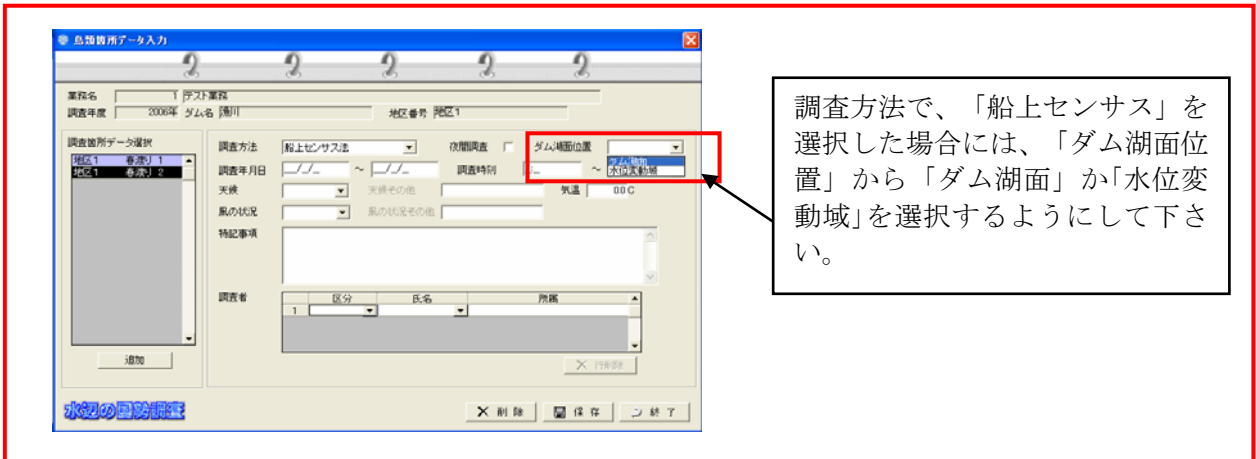 鳥類箇所データ入力
業務名 1 テスト業務
調査年度 2006年 ダム名 湯川 地区番号 地区1
調査箇所データ選択
地区1 春渡り 1
地区1 春渡り 2
追加
調査方法 船上センサス法 夜間調査 ダム湖面位置
ダム湖面
水位変動域
調査年月日 __/__/__ ～ __/__/__ 調査時刻 ～
天候 天候その他 気温 0.0 C
風の状況 風の状況その他
特記事項
調査者 区分 氏名 所属
1
行削除
水辺の国勢調査
削 除 保 存 終 了
調査方法で、「船上センサス」を
選択した場合には、「ダム湖面位
置」から「ダム湖面」か「水位変
動域」を選択するようにして下さ
い。